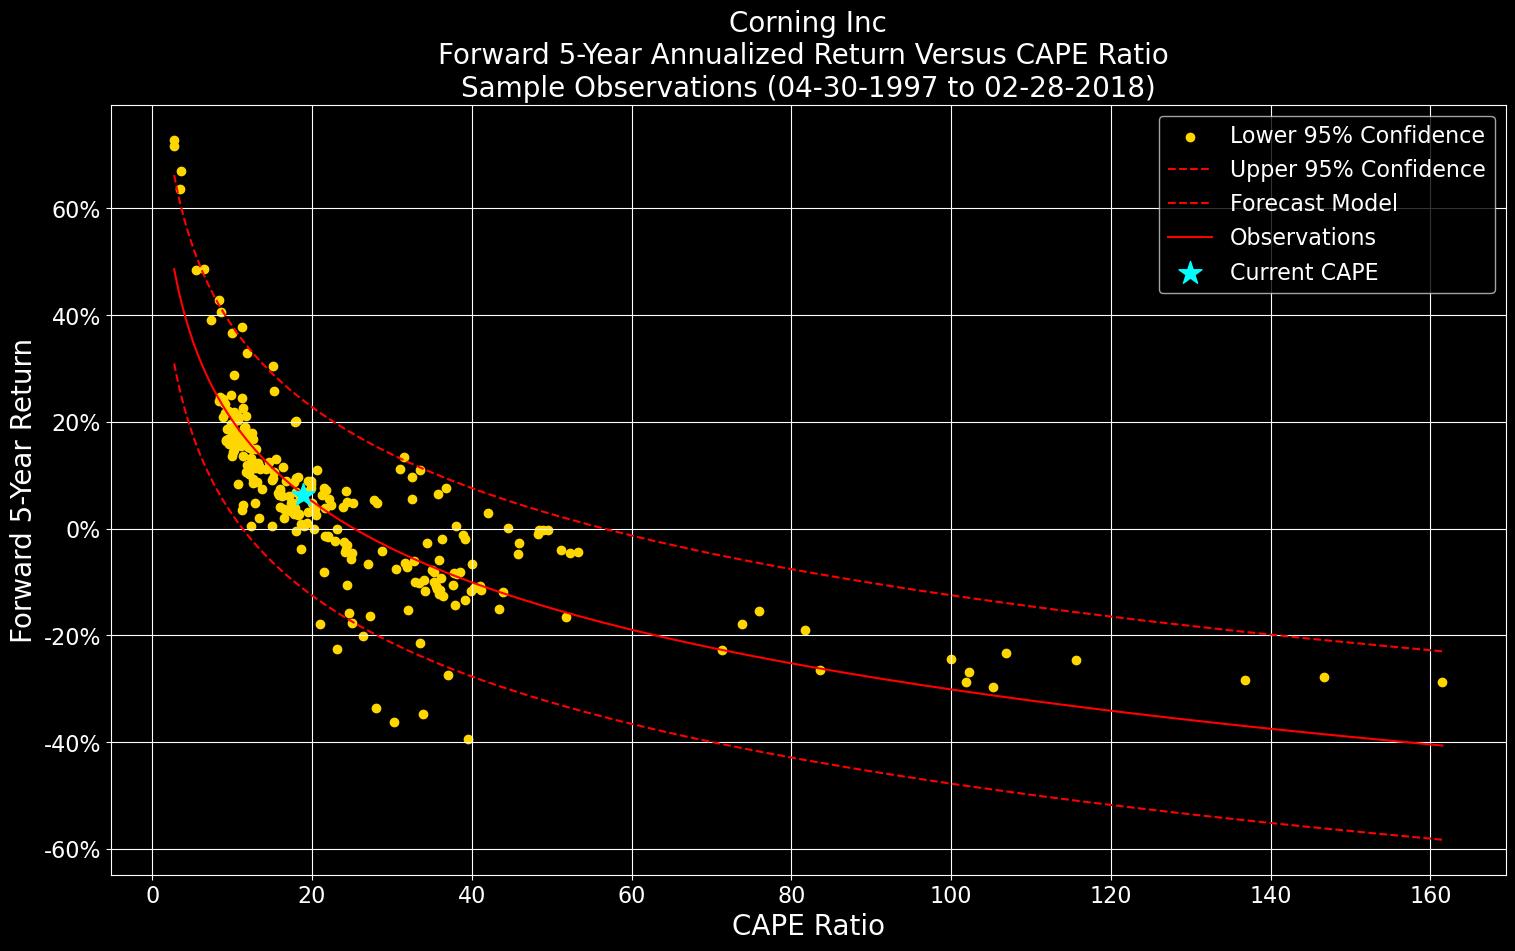 Corning Inc
Forward 5-Year Annualized Return Versus CAPE Ratio
Sample Observations (04-30-1997 to 02-28-2018)
Lower 95% Confidence
Upper 95% Confidence
Forecast Model
Observations
Current CAPE
Forward 5-Year Return
60%
40%
20%
0%
-20%
-40%
-60%
0 20 40 60 80 100 120 140 160
CAPE Ratio